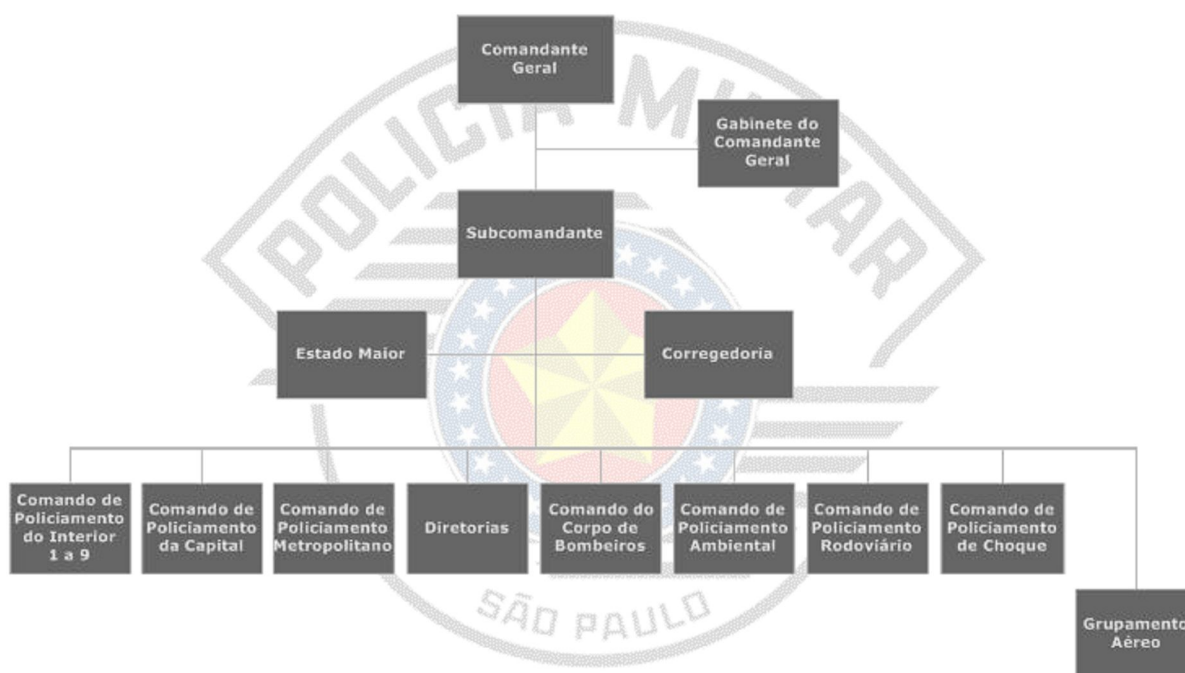 POLICIA MILITAR
Comandante
Geral
Gabinete do
Comandante
Geral
Subcomandante
Estado Maior
Corregedoria
Comando de
Policiamento
do Interior
1 a 9
Comando de
Policiamento
da Capital
Comando de
Policiamento
Metropolitano
Diretorias
Comando do
Corpo de
Bombeiros
Comando de
Policiamento
Ambiental
Comando de
Policiamento
Rodoviário
Comando de
Policiamento
de Choque
Grupamento
Aéreo
SÃO PAULO